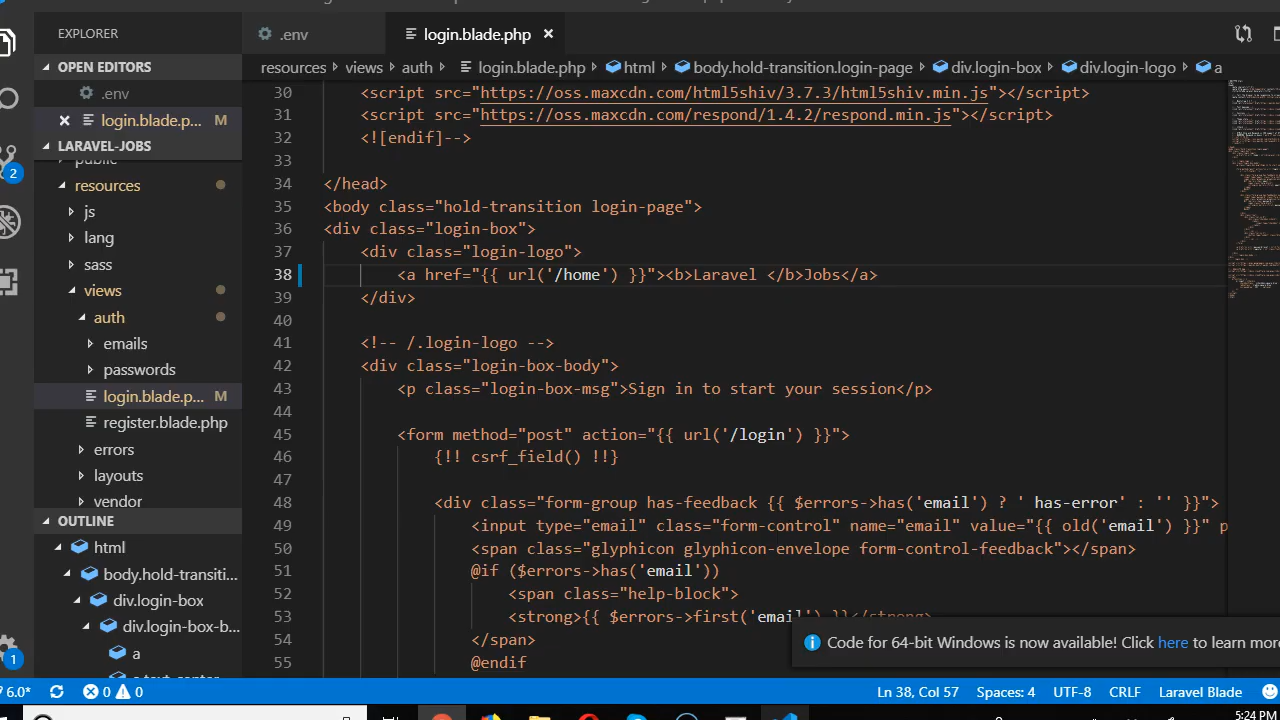 EXPLORER
.env
login.blade.php
OPEN EDITORS
.env
login.blade.p... M
LARAVEL-JOBS
public
resources
js
lang
sass
views
auth
emails
passwords
login.blade.p... M
register.blade.php
errors
layouts
vendor
OUTLINE
html
body.hold-transiti...
div.login-box
div.login-box-b...
a
2
1
resources views auth login.blade.php html body.hold-transition.login-page div.login-box div.login-logo a
30 <script src="https://oss.maxcdn.com/html5shiv/3.7.3/html5shiv.min.js"></script>
31 <script src="https://oss.maxcdn.com/respond/1.4.2/respond.min.js"></script>
32 <![endif]-->
33
34 </head>
35 <body class="hold-transition login-page">
36 <div class="login-box">
37 <div class="login-logo">
38 <a href="{{ url('/home') }}"><b>Laravel </b>Jobs</a>
39 </div>
40
41 <!-- /.login-logo -->
42 <div class="login-box-body">
43 <p class="login-box-msg">Sign in to start your session</p>
44
45 <form method="post" action="{{ url('/login') }}">
46 {!! csrf_field() !!}
47
48 <div class="form-group has-feedback {{ $errors->has('email') ? ' has-error' : '' }}">
49 <input type="email" class="form-control" name="email" value="{{ old('email') }}" p
50 <span class="glyphicon glyphicon-envelope form-control-feedback"></span>
51 @if ($errors->has('email'))
52 <span class="help-block">
53 <strong>{{ $errors->first('email') }}</strong>
54 </span>
55 @endif
Code for 64-bit Windows is now available! Click here to learn mor
6.0* 0 0 Ln 38, Col 57 Spaces: 4 UTF-8 CRLF Laravel Blade
5:24 PM